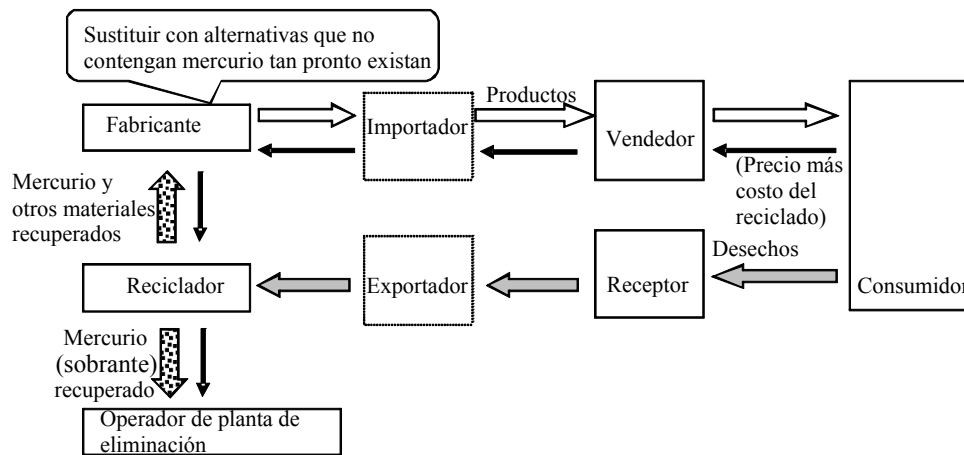 Sustituir con alternativas que no
contengan mercurio tan pronto existan
Fabricante
Importador
Productos
Vendedor
(Precio más
costo del
reciclado)
Mercurio y
otros materiales
recuperados
Reciclador
Exportador
Receptor
Desechos
Consumidor
Mercurio
(sobrante)
recuperado
Operador de planta de
eliminación